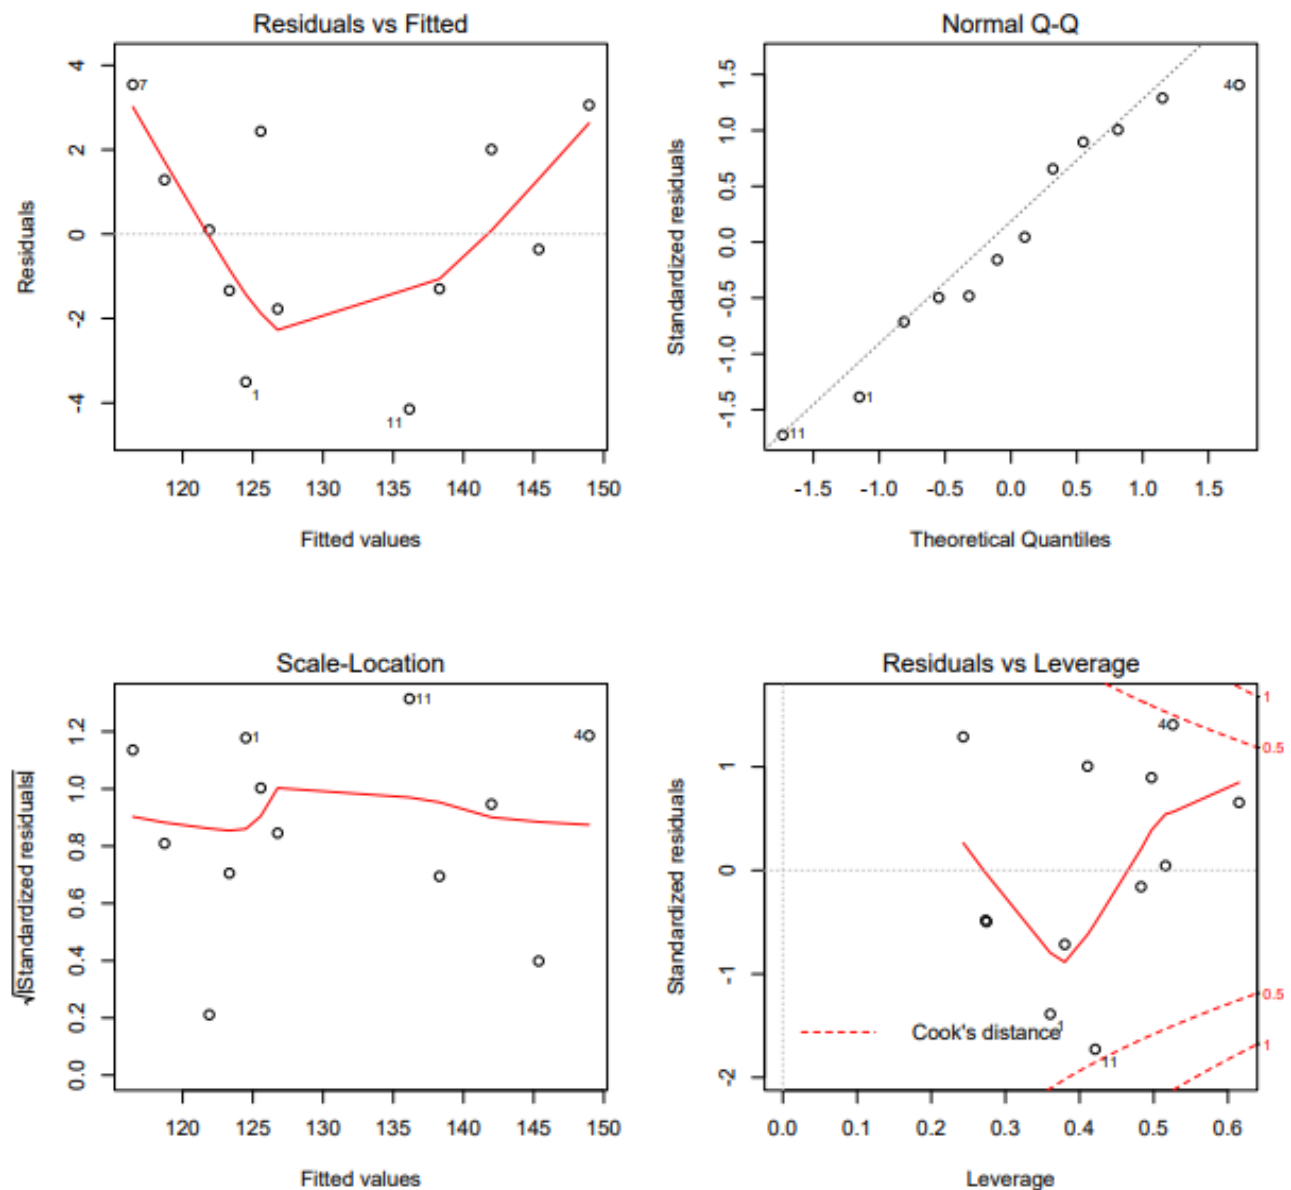 Residuals vs Fitted
Residuals
4
2
0
-2
-4
7
1
11
120 125 130 135 140 145 150
Fitted values
Normal Q-Q
Standardized residuals
1.5
1.0
0.5
0.0
-0.5
-1.0
-1.5
4
1
11
-1.5 -1.0 -0.5 0.0 0.5 1.0 1.5
Theoretical Quantiles
Scale-Location
√|Standardized residuals|
1.2
1.0
0.8
0.6
0.4
0.2
0.0
11
1
4
120 125 130 135 140 145 150
Fitted values
Residuals vs Leverage
Standardized residuals
1
0
-1
-2
4
1
11
1
0.5
0.5
1
Cook's distance
0.0 0.1 0.2 0.3 0.4 0.5 0.6
Leverage